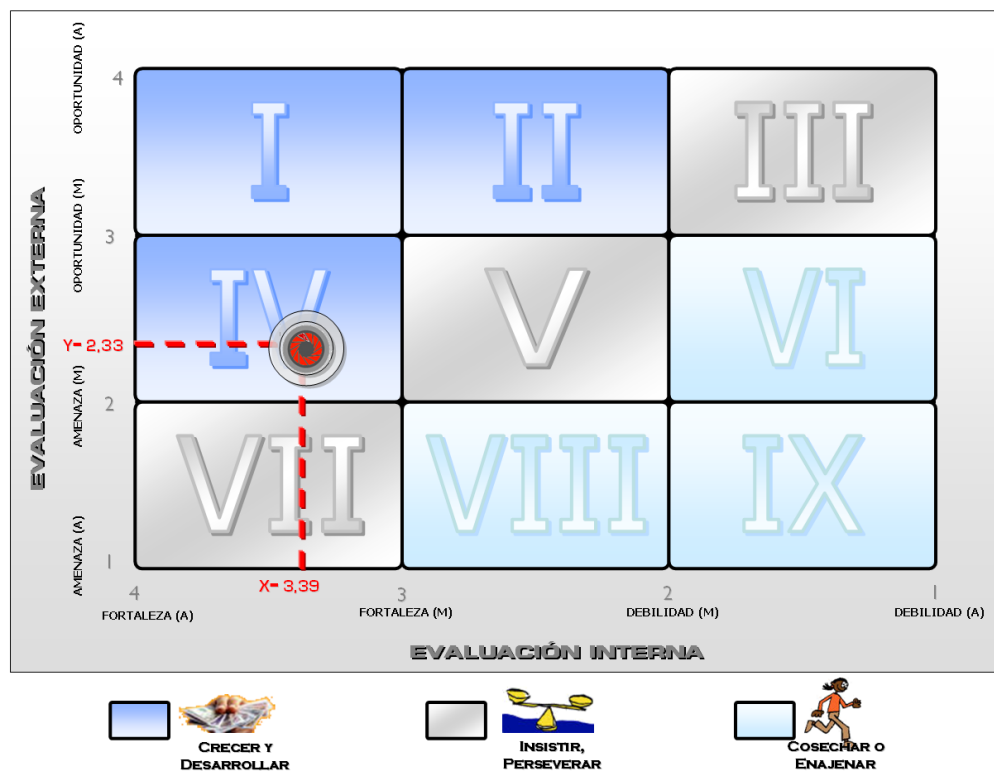 EVALUACIÓN EXTERNA
OPORTUNIDAD (A)
OPORTUNIDAD (M)
AMENAZA (M)
AMENAZA (A)
4
3
2
1
I
II
III
IV
V
VI
VII
VIII
IX
Y= 2,33
X= 3,39
4
3
2
1
FORTALEZA (A)
FORTALEZA (M)
DEBILIDAD (M)
DEBILIDAD (A)
EVALUACIÓN INTERNA
CRECER Y
DESARROLLAR
INSISTIR,
PERSEVERAR
COSECHAR O
ENAJENAR